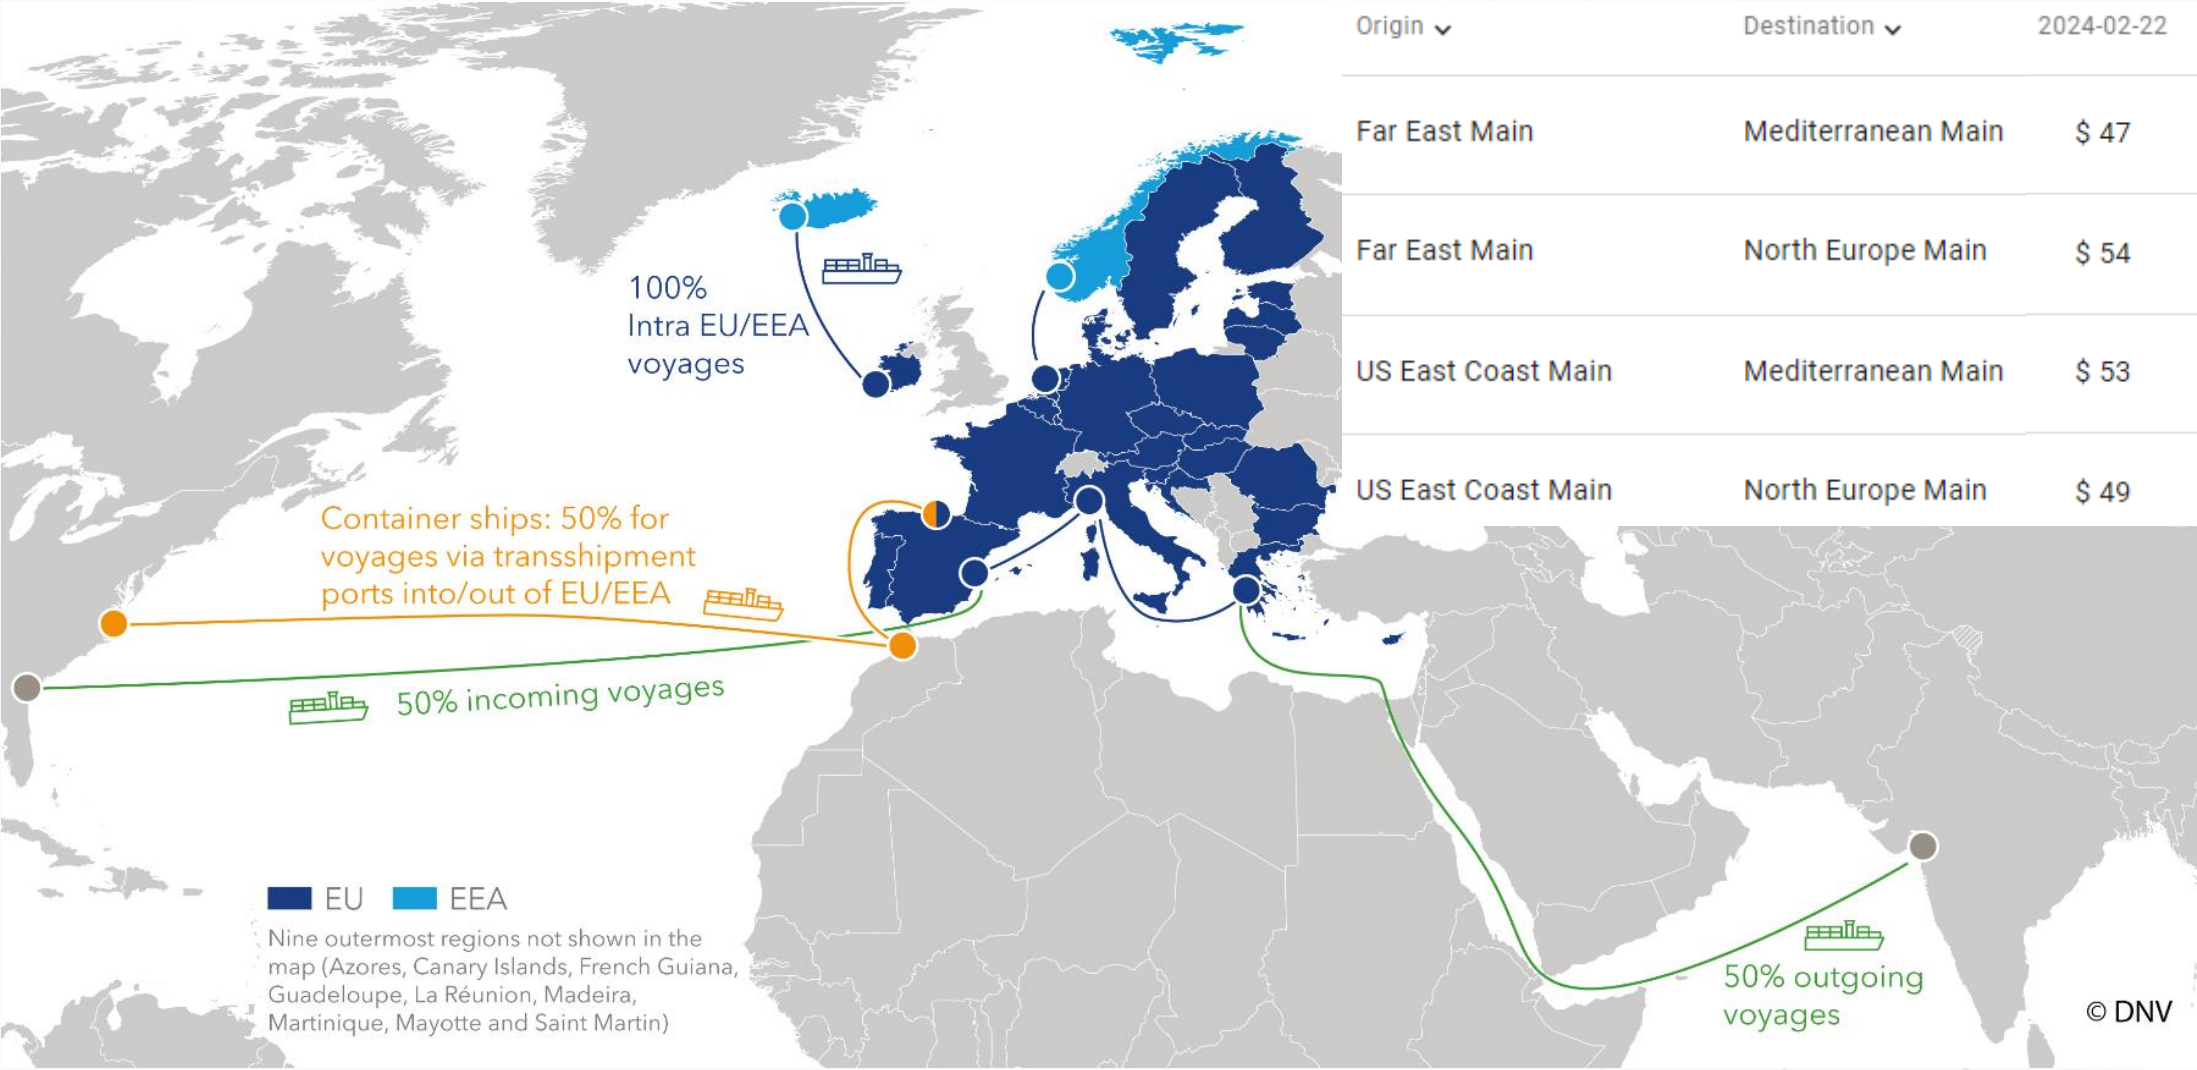 Origin Destination 2024-02-22
Far East Main Mediterranean Main $ 47
Far East Main North Europe Main $ 54
US East Coast Main Mediterranean Main $ 53
US East Coast Main North Europe Main $ 49
100%
Intra EU/EEA
voyages
Container ships: 50% for
voyages via transshipment
ports into/out of EU/EEA
50% incoming voyages
EU EEA
Nine outermost regions not shown in the
map (Azores, Canary Islands, French Guiana,
Guadeloupe, La Réunion, Madeira,
Martinique, Mayotte and Saint Martin)
50% outgoing
voyages
© DNV